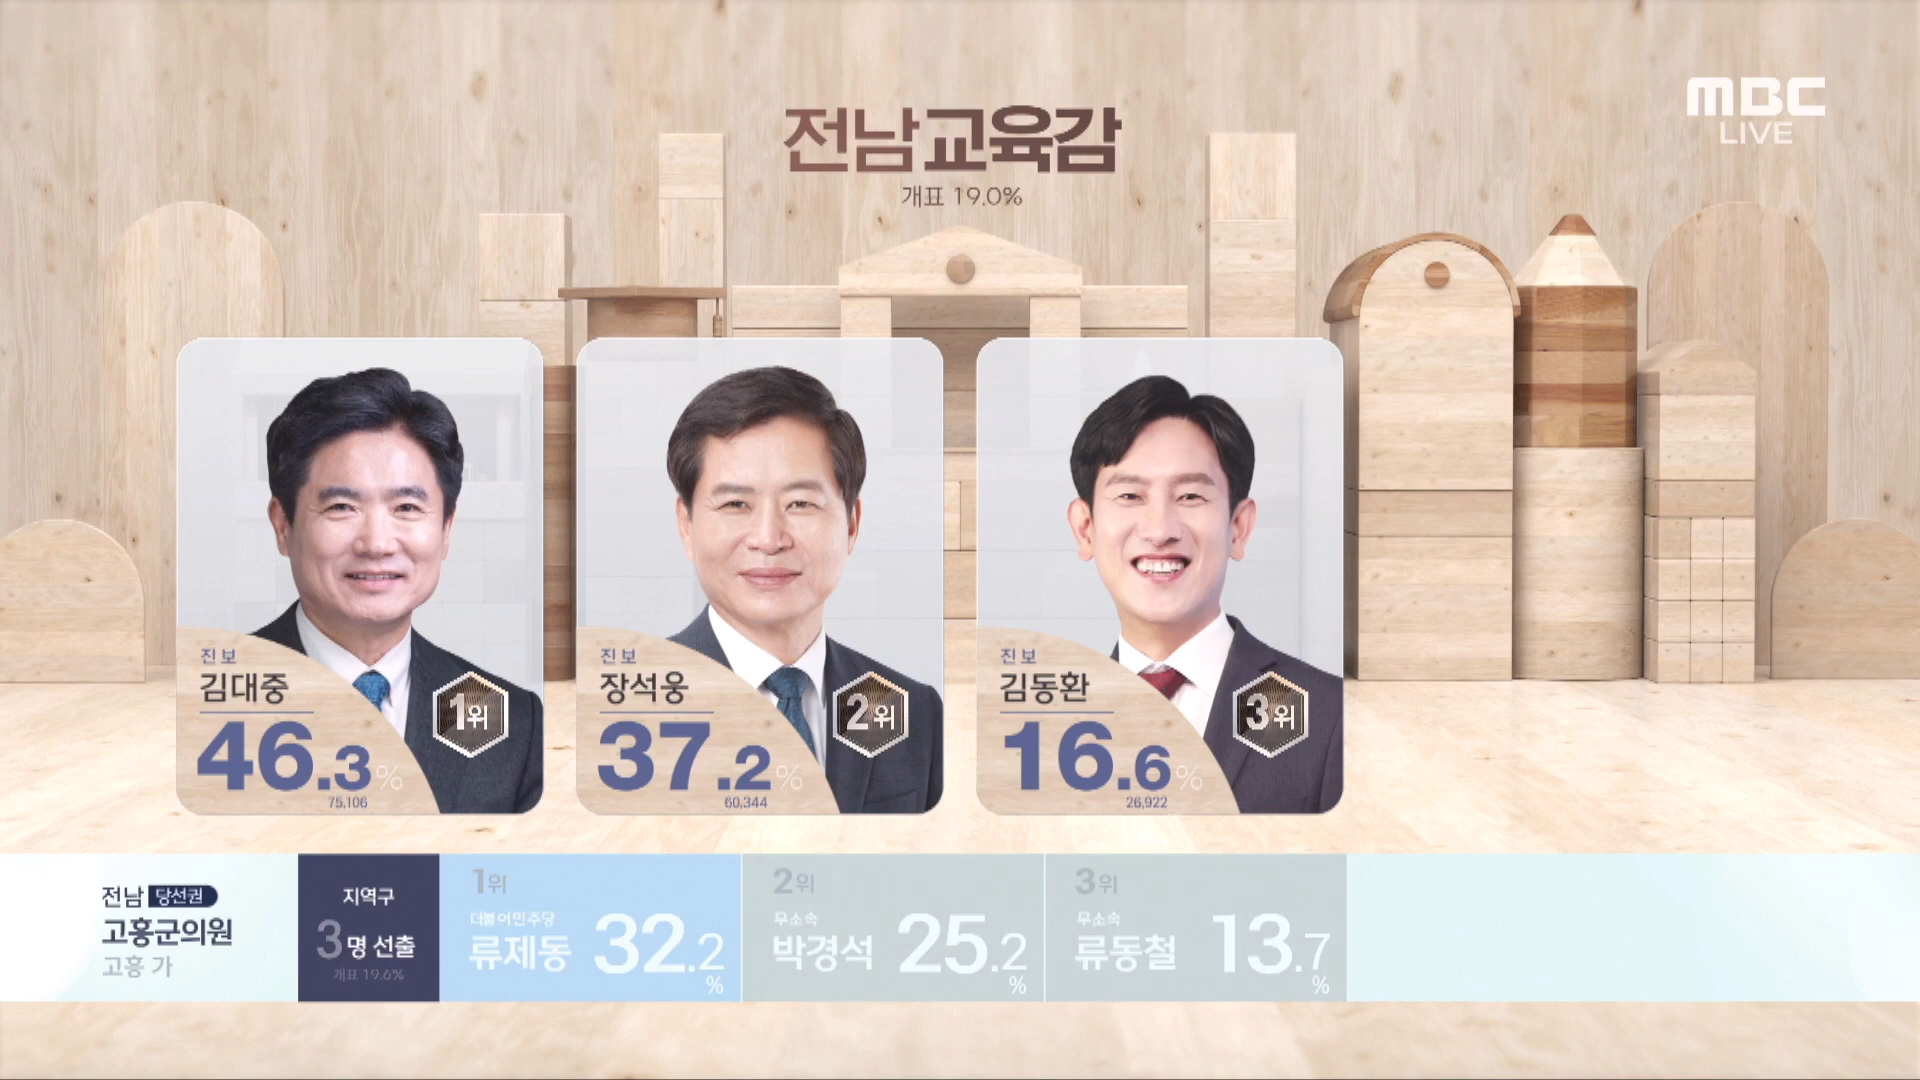 MBC
LIVE
전남교육감
개표 19.0%
진보
김대중
46.3%
75,106
1위
진보
장석웅
37.2%
60,344
2위
진보
김동환
16.6%
26,922
3위
전남 당선권
고흥군의원
고흥 가
지역구
3명 선출
개표 19.6%
1위
더불어민주당
류제동 32.2%
2위
무소속
박경석 25.2%
3위
무소속
류동철 13.7%